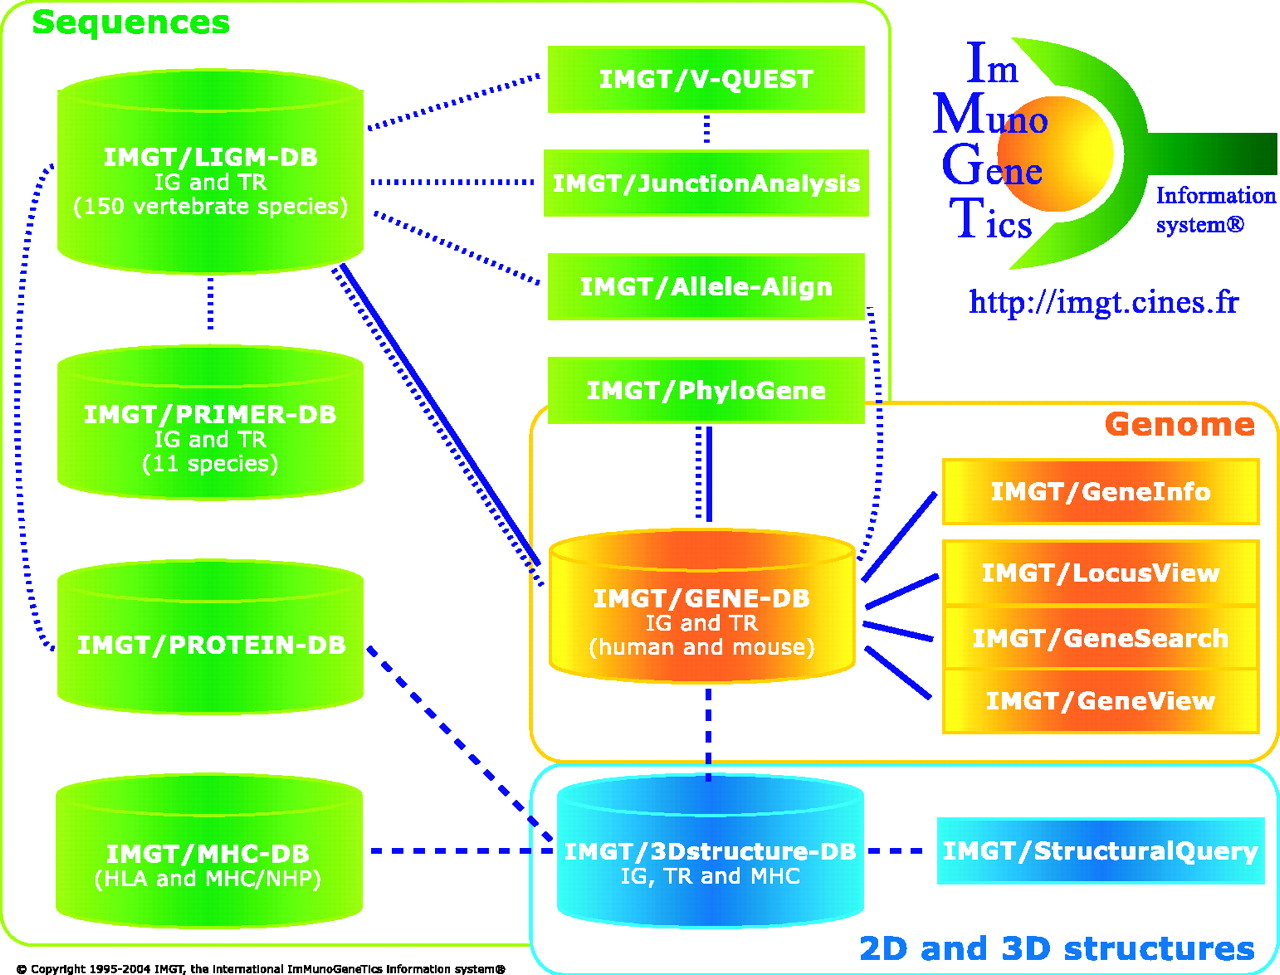 Sequences
IMGT/LIGM-DB
IG and TR
(150 vertebrate species)
IMGT/PRIMER-DB
IG and TR
(11 species)
IMGT/PROTEIN-DB
IMGT/MHC-DB
(HLA and MHC/NHP)
IMGT/V-QUEST
IMGT/JunctionAnalysis
IMGT/Allele-Align
IMGT/PhyloGene
Im
Muno
Gene
Tics
Information
system®
http://imgt.cines.fr
Genome
IMGT/GENE-DB
IG and TR
(human and mouse)
IMGT/GeneInfo
IMGT/LocusView
IMGT/GeneSearch
IMGT/GeneView
IMGT/3Dstructure-DB
IG, TR and MHC
IMGT/StructuralQuery
2D and 3D structures
© Copyright 1995-2004 IMGT, the international ImMunoGeneTics information system®